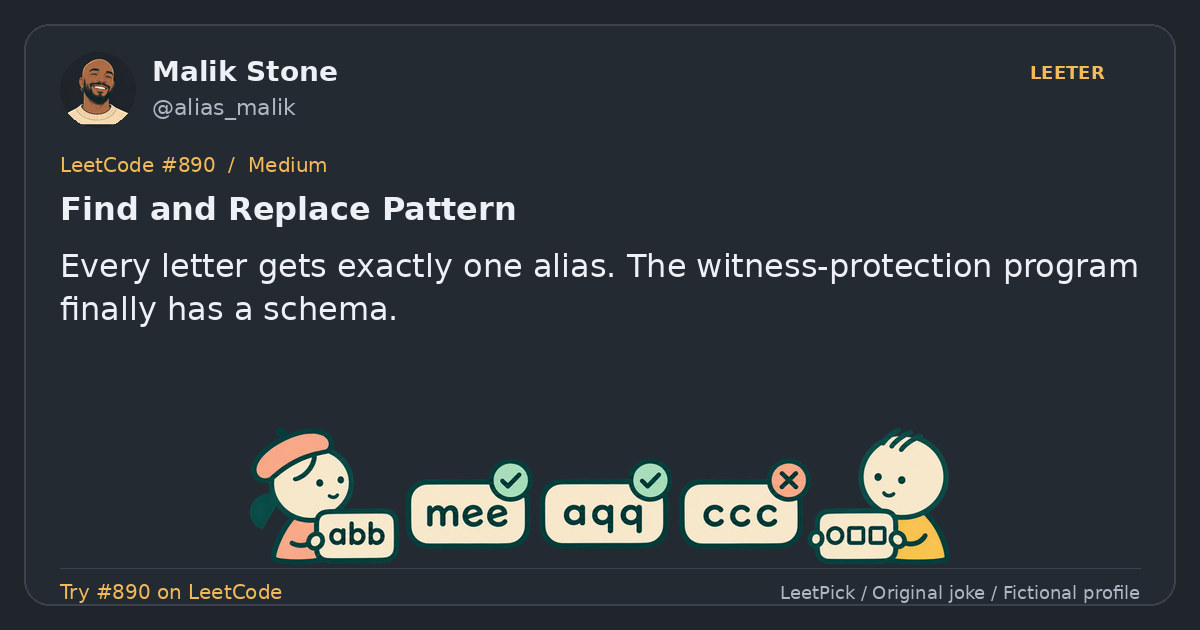 Malik Stone
@alias_malik
LEETER
LeetCode #890 / Medium
Find and Replace Pattern
Every letter gets exactly one alias. The witness-protection program
finally has a schema.
abb
mee
aqq
ccc
Try #890 on LeetCode
LeetPick / Original joke / Fictional profile